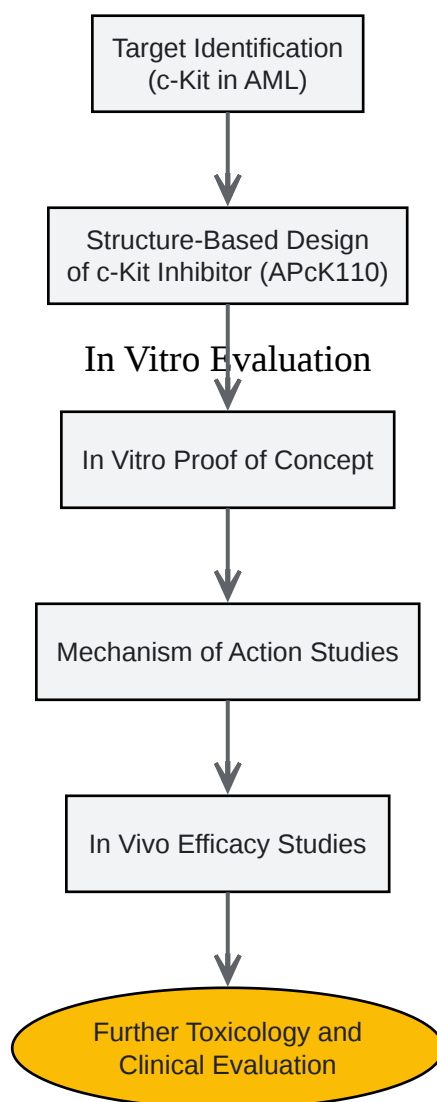 Target Identification
(c-Kit in AML)
Structure-Based Design
of c-Kit Inhibitor (APcK110)
In Vitro Evaluation
In Vitro Proof of Concept
Mechanism of Action Studies
In Vivo Efficacy Studies
Further Toxicology and
Clinical Evaluation